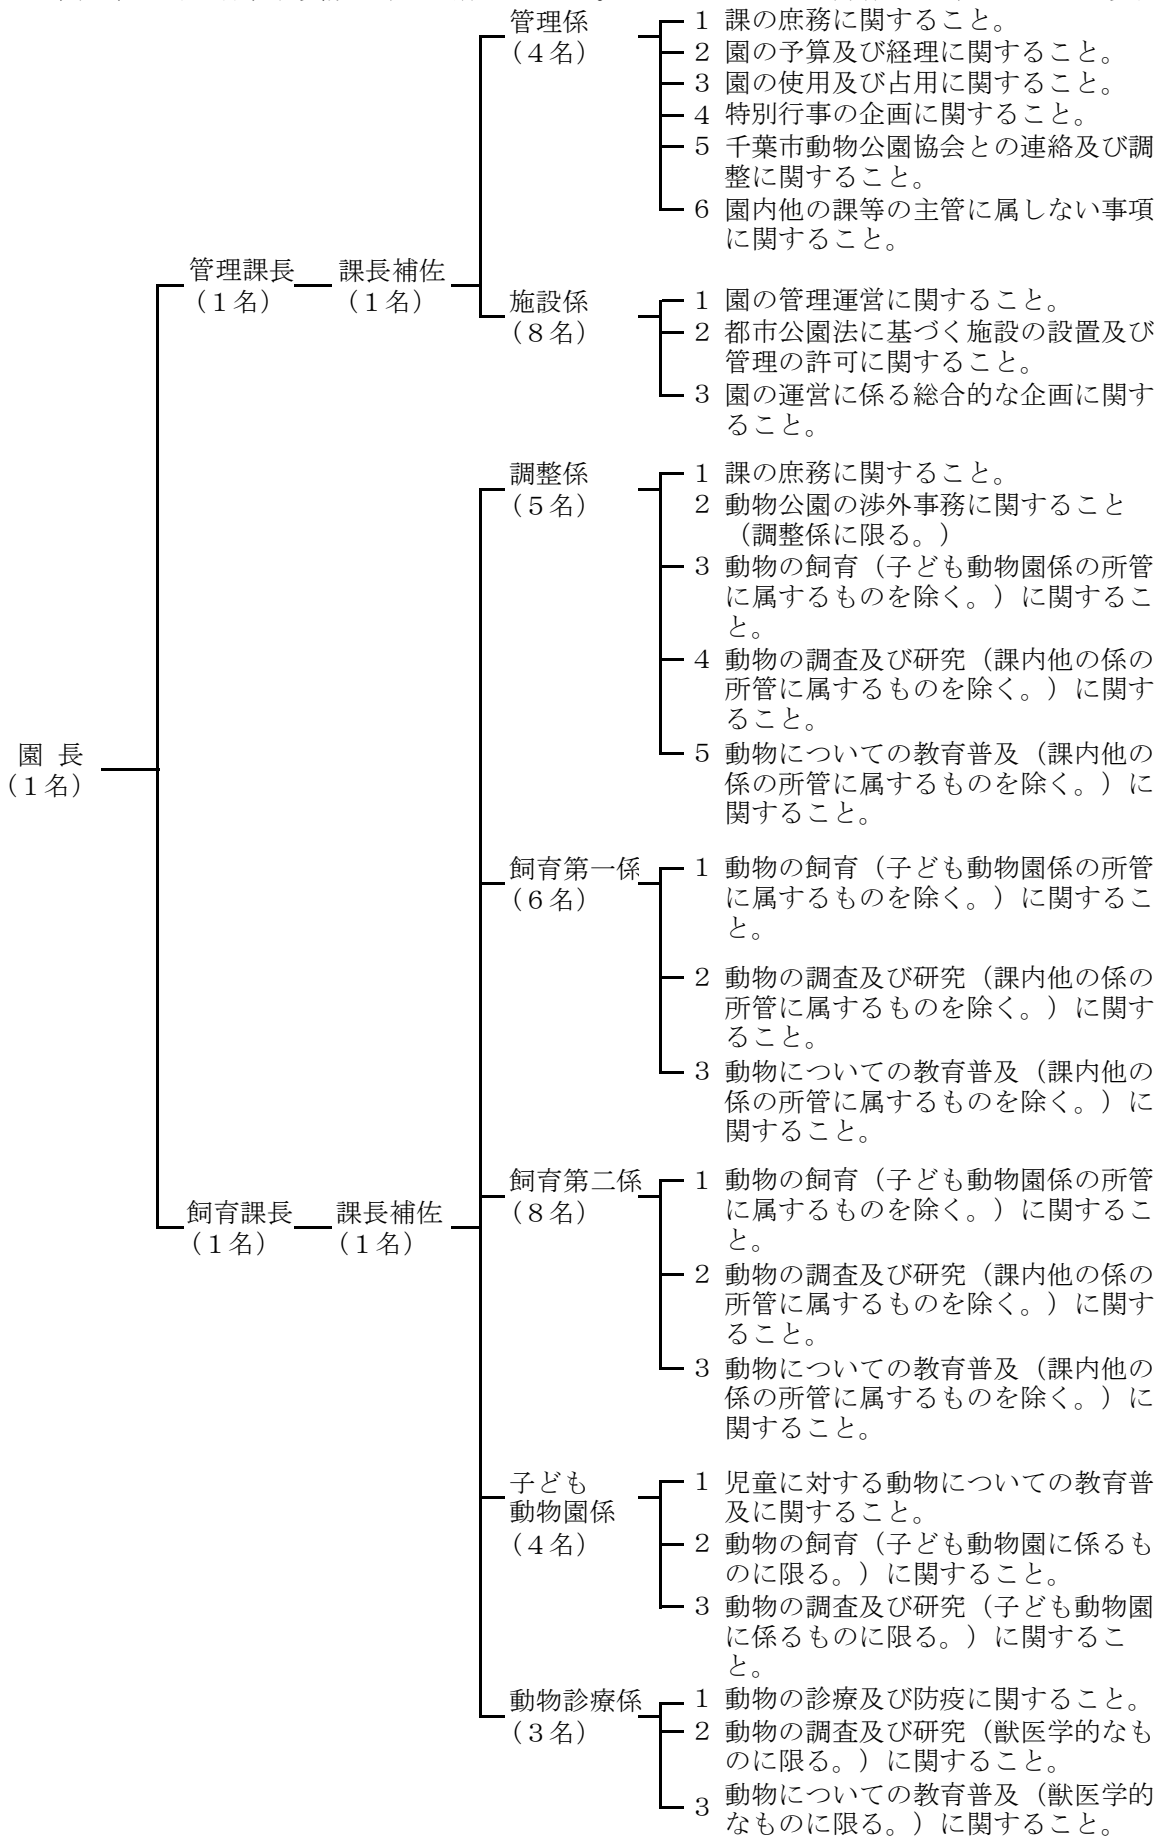 管理係
(4名)
1 課の庶務に関すること。
2 園の予算及び経理に関すること。
3 園の使用及び占用に関すること。
4 特別行事の企画に関すること。
5 千葉市動物公園協会との連絡及び調
整に関すること。
6 園内他の課等の主管に属しない事項
に関すること。
管理課長
(1名)
課長補佐
(1名)
施設係
(8名)
1 園の管理運営に関すること。
2 都市公園法に基づく施設の設置及び
管理の許可に関すること。
3 園の運営に係る総合的な企画に関す
ること。
調整係
(5名)
1 課の庶務に関すること。
2 動物公園の渉外事務に関すること
(調整係に限る。)
3 動物の飼育(子ども動物園係の所管
に属するものを除く。)に関するこ
と。
4 動物の調査及び研究(課内他の係の
所管に属するものを除く。)に関す
ること。
5 動物についての教育普及(課内他の
係の所管に属するものを除く。)に
関すること。
園 長
(1名)
飼育第一係
(6名)
1 動物の飼育(子ども動物園係の所管
に属するものを除く。)に関するこ
と。
2 動物の調査及び研究(課内他の係の
所管に属するものを除く。)に関す
ること。
3 動物についての教育普及(課内他の
係の所管に属するものを除く。)に
関すること。
飼育課長
(1名)
課長補佐
(1名)
飼育第二係
(8名)
1 動物の飼育(子ども動物園係の所管
に属するものを除く。)に関するこ
と。
2 動物の調査及び研究(課内他の係の
所管に属するものを除く。)に関す
ること。
3 動物についての教育普及(課内他の
係の所管に属するものを除く。)に
関すること。
子ども
動物園係
(4名)
1 児童に対する動物についての教育普
及に関すること。
2 動物の飼育(子ども動物園に係るも
のに限る。)に関すること。
3 動物の調査及び研究(子ども動物園
に係るものに限る。)に関するこ
と。
動物診療係
(3名)
1 動物の診療及び防疫に関すること。
2 動物の調査及び研究(獣医学的なも
のに限る。)に関すること。
3 動物についての教育普及(獣医学的
なものに限る。)に関すること。